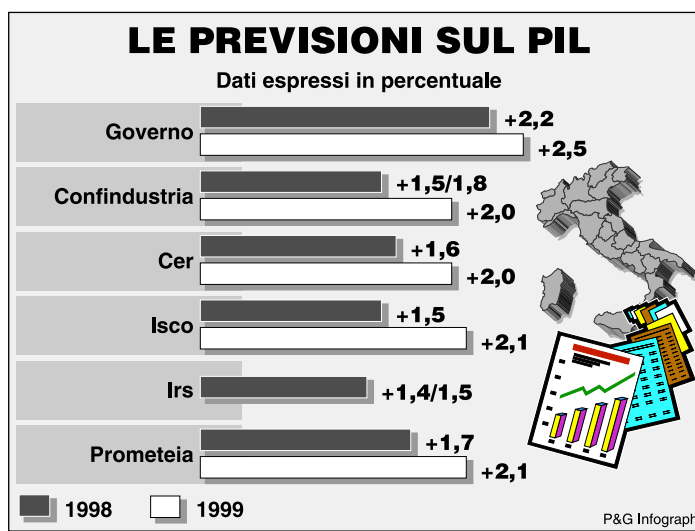 LE PREVISIONI SUL PIL
Dati espressi in percentuale
Governo
+2,2
+2,5
Confindustria
+1,5/1,8
+2,0
Cer
+1,6
+2,0
Isco
+1,5
+2,1
Irs
+1,4/1,5
Prometeia
+1,7
+2,1
1998
1999
P&G Infograph